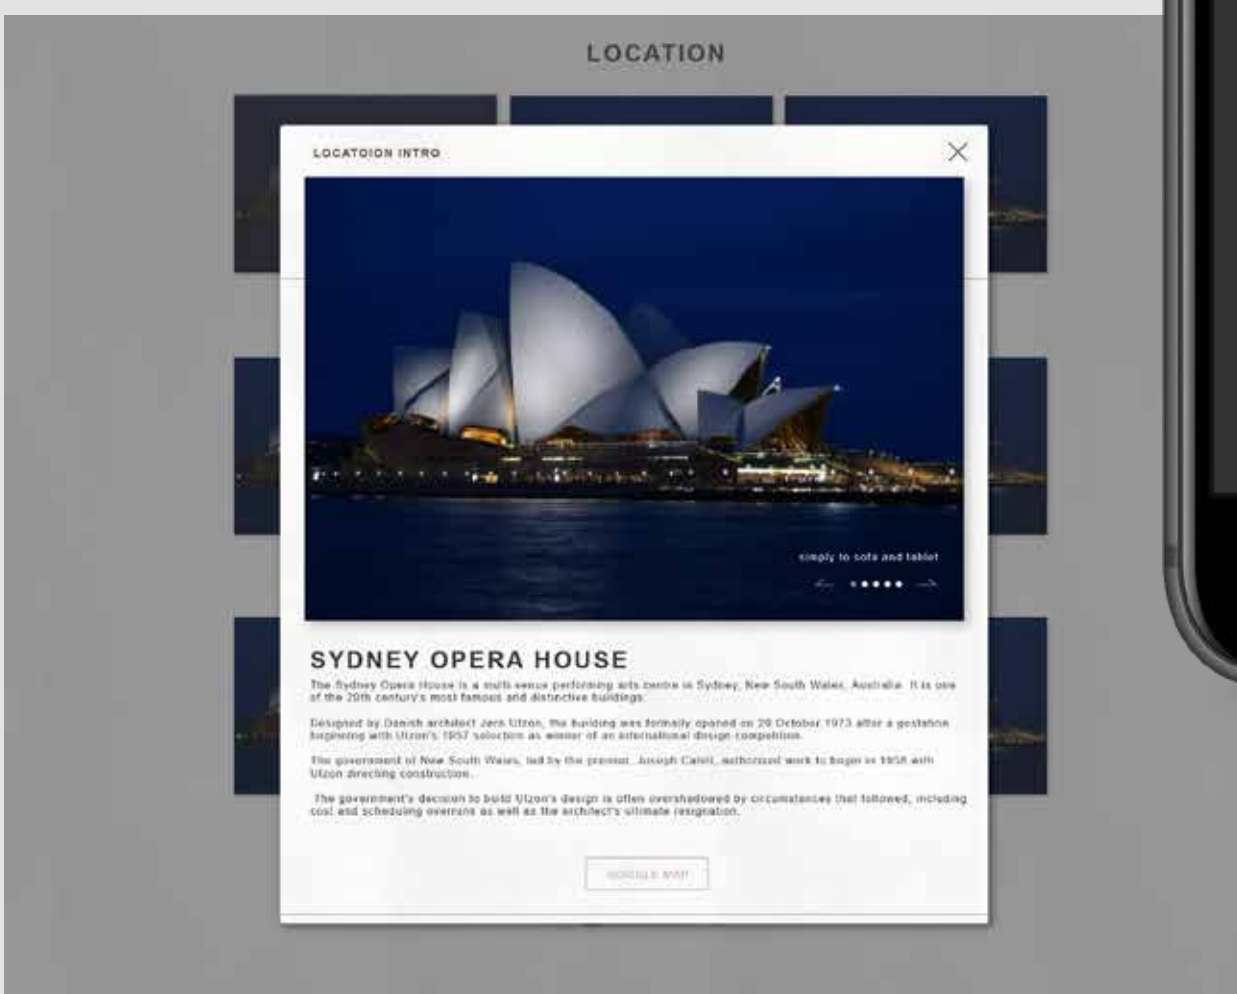 LOCATION
LOCATOION INTRO
simply to sofa and tablet
SYDNEY OPERA HOUSE
The Sydney Opera House is a multi-venue performing arts centre in Sydney, New South Wales, Australia. It is one
of the 20th century's most famous and distinctive buildings.
Designed by Danish architect Jørn Utzon, the building was formally opened on 20 October 1973 after a gestation
beginning with Utzon's 1957 selection as winner of an international design competition.
The government of New South Wales, led by the premier, Joseph Cahill, authorized work to begin in 1958 with
Utzon directing construction.
The government's decision to build Utzon's design is often overshadowed by circumstances that followed, including
cost and scheduling overruns as well as the architect's ultimate resignation.
GOOGLE MAP